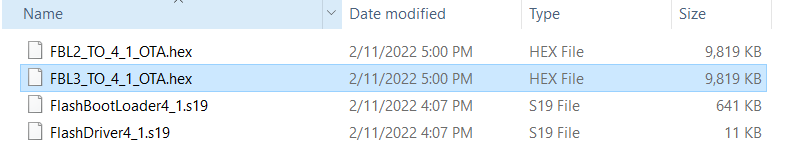 Name Date modified Type Size
FBL2_TO_4_1_OTA.hex 2/11/2022 5:00 PM HEX File 9,819 KB
FBL3_TO_4_1_OTA.hex 2/11/2022 5:00 PM HEX File 9,819 KB
FlashBootLoader4_1.s19 2/11/2022 4:07 PM S19 File 641 KB
FlashDriver4_1.s19 2/11/2022 4:07 PM S19 File 11 KB